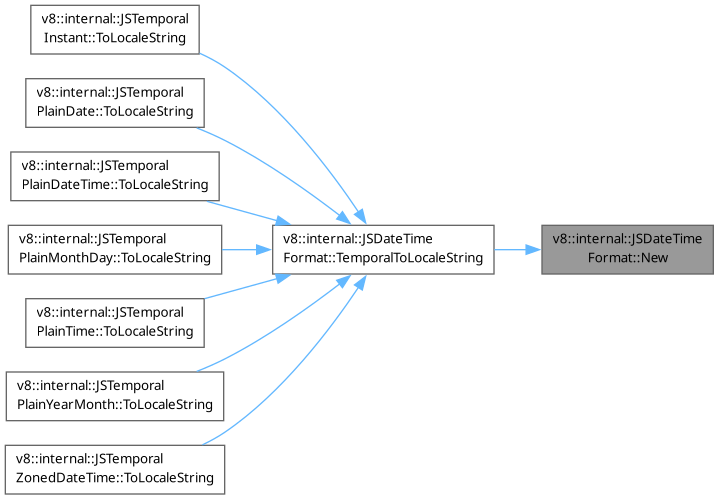 v8::internal::JSTemporal
Instant::ToLocaleString
v8::internal::JSTemporal
PlainDate::ToLocaleString
v8::internal::JSTemporal
PlainDateTime::ToLocaleString
v8::internal::JSTemporal
PlainMonthDay::ToLocaleString
v8::internal::JSTemporal
PlainTime::ToLocaleString
v8::internal::JSTemporal
PlainYearMonth::ToLocaleString
v8::internal::JSTemporal
ZonedDateTime::ToLocaleString
v8::internal::JSDateTime
Format::TemporalToLocaleString
v8::internal::JSDateTime
Format::New